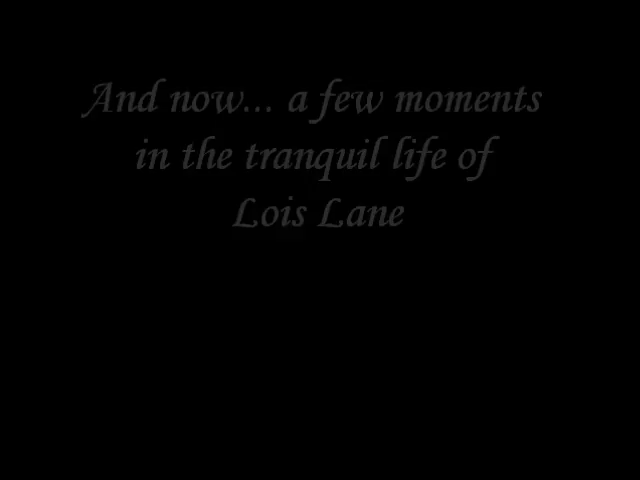 And now... a few moments
in the tranquil life of
Lois Lane